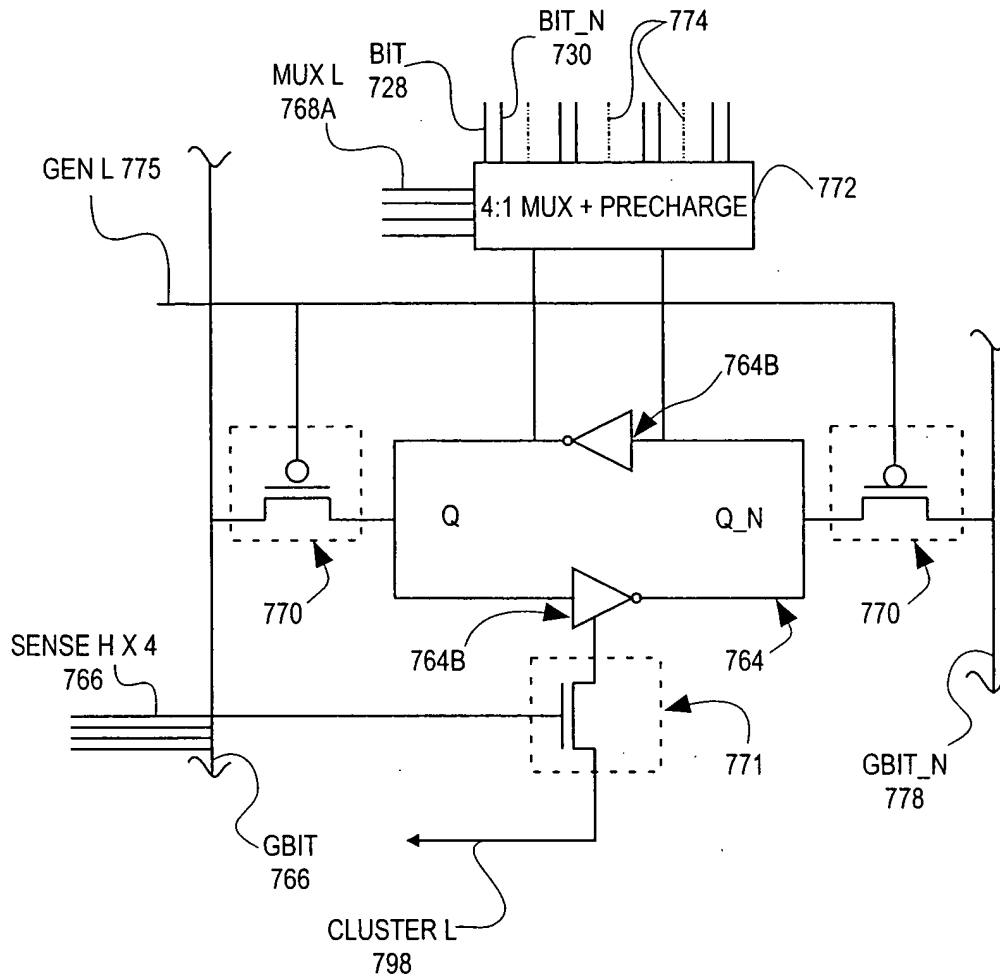 BIT_N
730
774
BIT
728
MUX L
768A
GEN L 775
4:1 MUX + PRECHARGE
772
764B
Q
Q_N
770
770
764B
764
SENSE H X 4
766
771
GBIT_N
778
GBIT
766
CLUSTER L
798